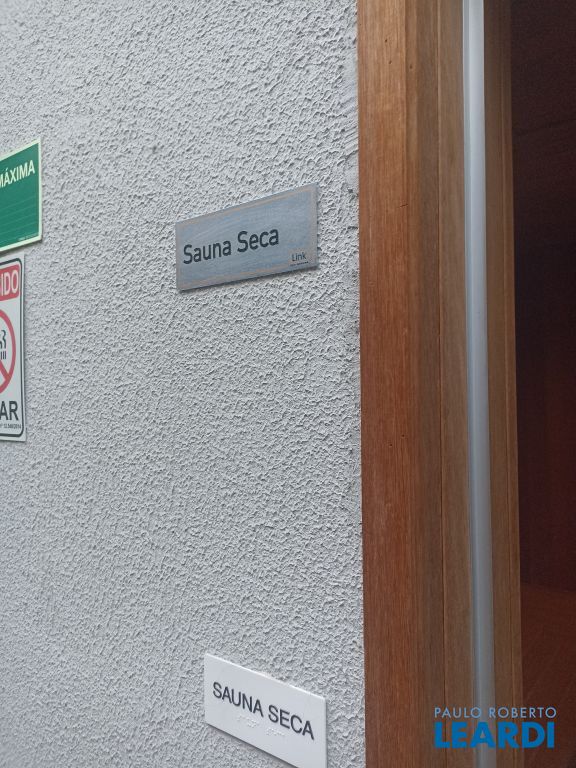 MÁXIMA
Sauna Seca
Link
IDO
AR
SAUNA SECA
PAULO ROBERTO
LEARDI